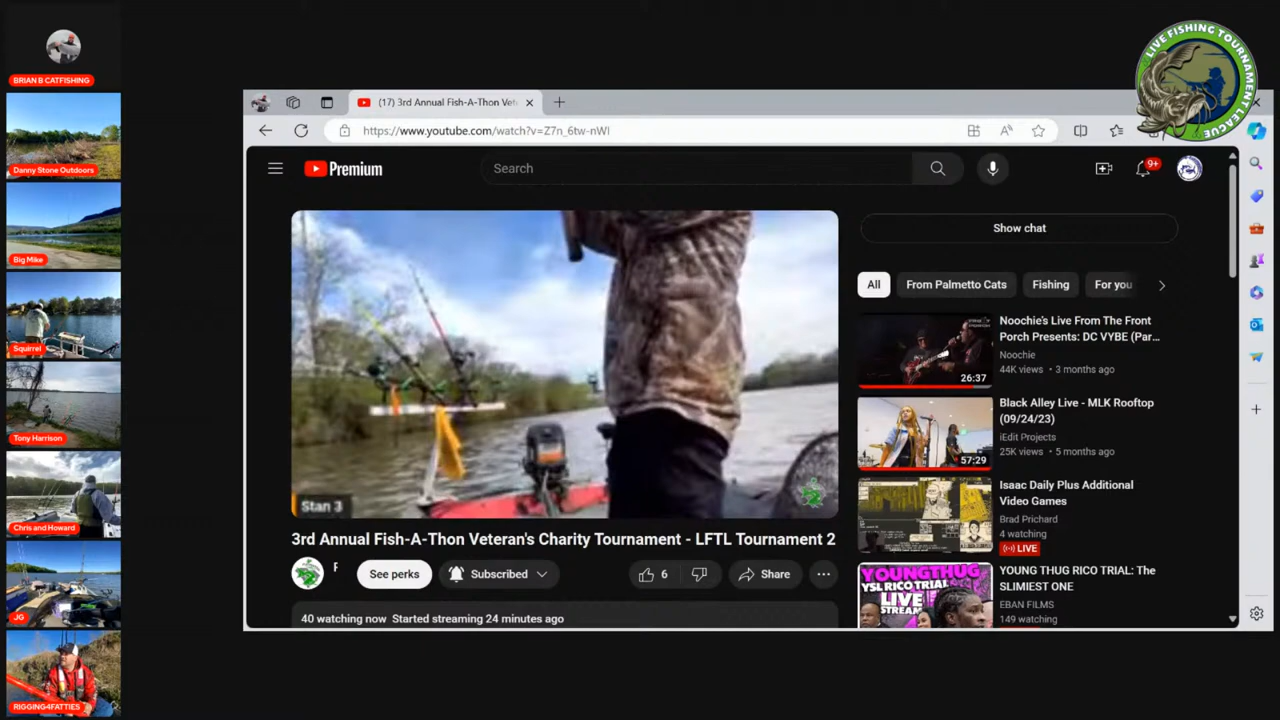 BRIAN B CATFISHING
Danny Stone Outdoors
Big Mike
Squirrel
Tony Harrison
Chris and Howard
JG
RIGGING4FATTIES
LIVE FISHING TOURNAMENT LEAGUE
(17) 3rd Annual Fish-A-Thon Vete
https://www.youtube.com/watch?v=Z7n_6tw-nWI
Premium
Search
9+
Stan 3
3rd Annual Fish-A-Thon Veteran's Charity Tournament - LFTL Tournament 2
See perks
Subscribed
6
Share
40 watching now Started streaming 24 minutes ago
Show chat
All
From Palmetto Cats
Fishing
For you
26:37
Noochie's Live From The Front
Porch Presents: DC VYBE (Par...
Noochie
44K views • 3 months ago
57:29
Black Alley Live - MLK Rooftop
(09/24/23)
iEdit Projects
25K views • 5 months ago
Isaac Daily Plus Additional
Video Games
Brad Prichard
4 watching
LIVE
YOUNGTHUG
YSL RICO TRIAL:
LIVE
STREAM
YOUNG THUG RICO TRIAL: The
SLIMIEST ONE
EBAN FILMS
149 watching